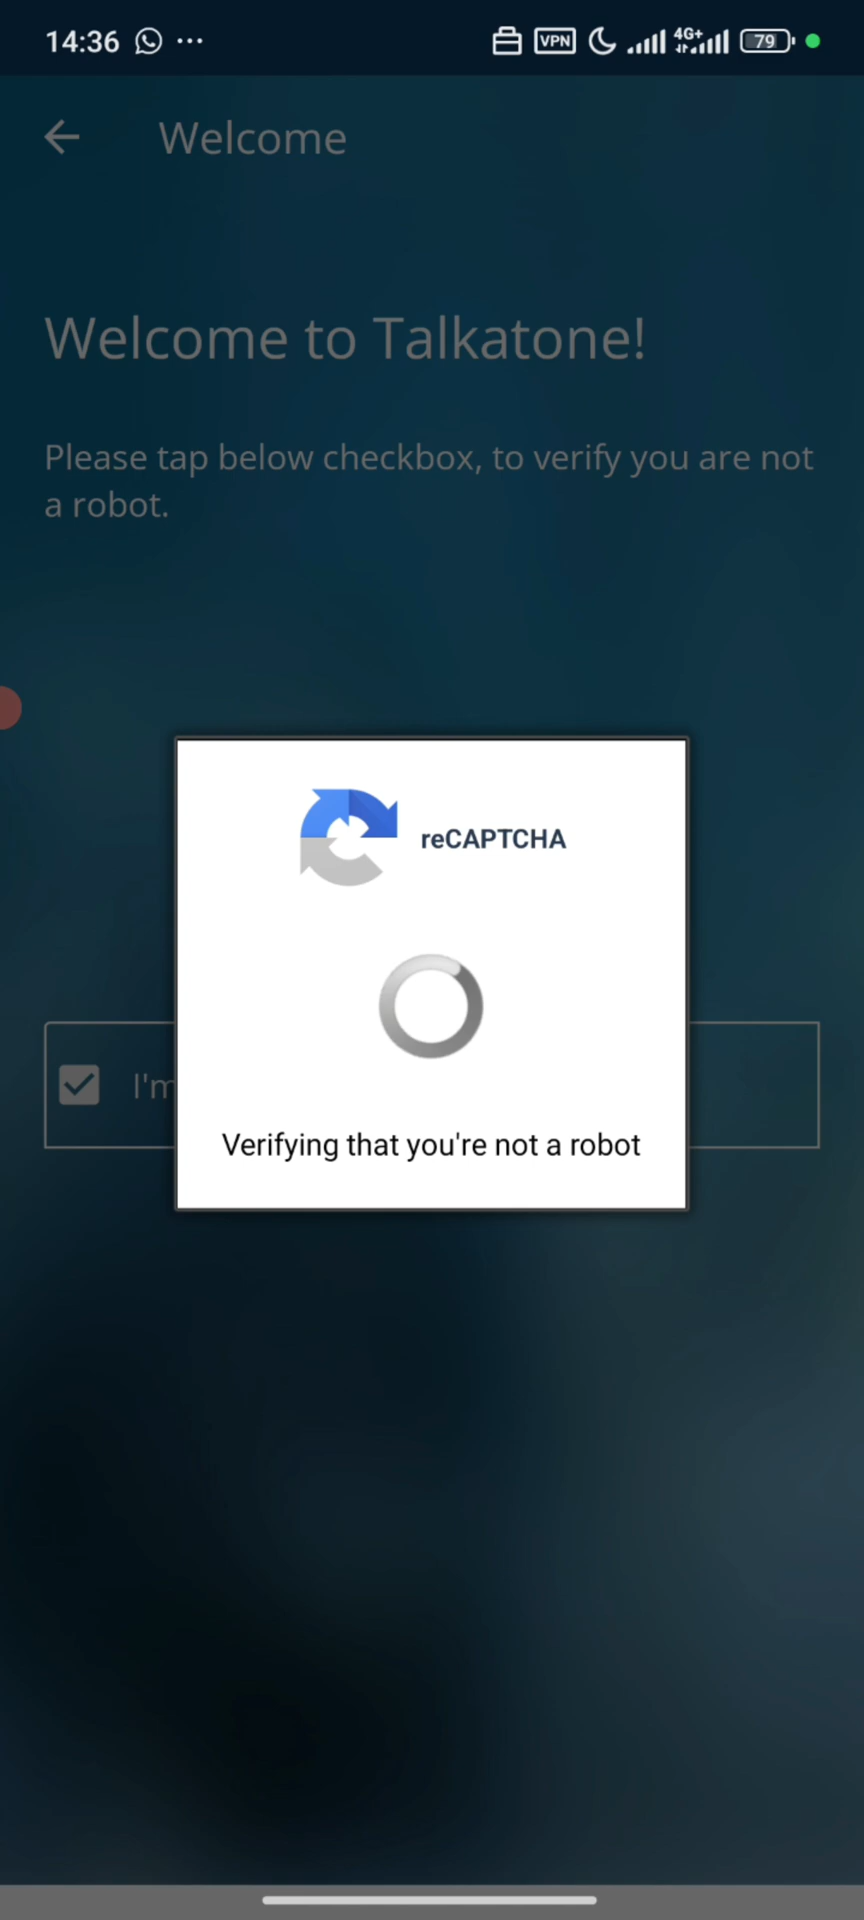 14:36 ...
VPN 4G+ 79
Welcome
Welcome to Talkatone!
Please tap below checkbox, to verify you are not
a robot.
reCAPTCHA
I'm
Verifying that you're not a robot